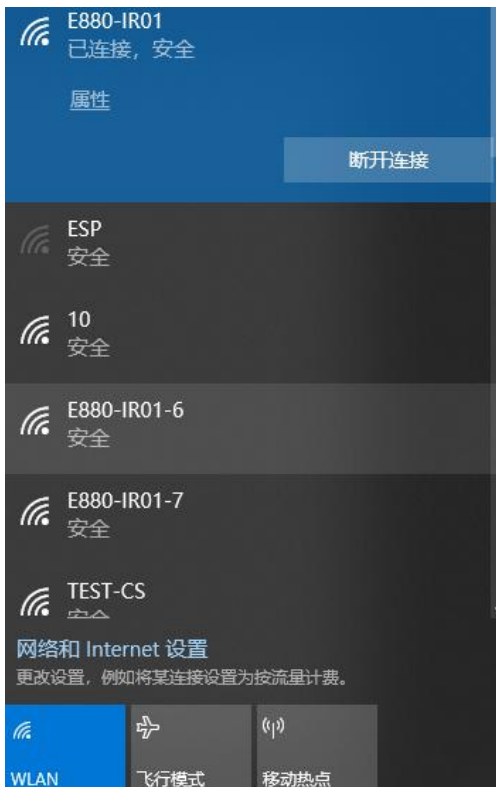 E880-IR01
已连接，安全
属性
断开连接
ESP
安全
10
安全
E880-IR01-6
安全
E880-IR01-7
安全
TEST-CS
安全
网络和 Internet 设置
更改设置，例如将某连接设置为按流量计费。
WLAN
飞行模式
移动热点